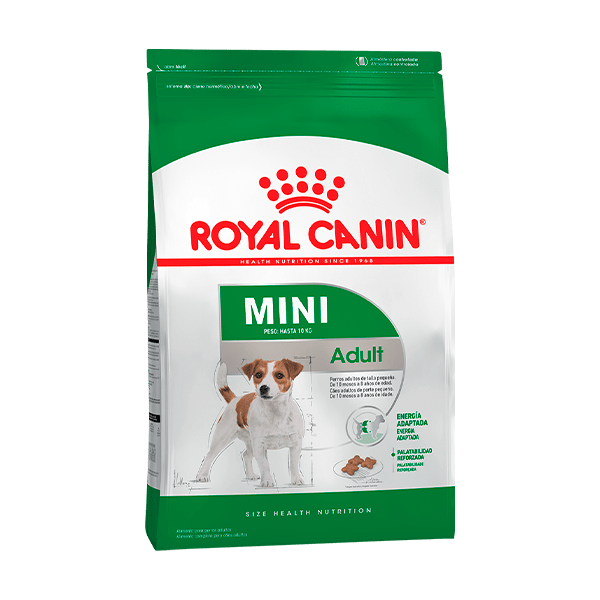 ROYAL CANIN®
HEALTH NUTRITION SINCE 1968
MINI
PESO: HASTA 10 KG
Adult
Perros adultos de talla pequeña.
De 10 meses a 8 años de edad.
Cães adultos de porte pequeno.
De 10 meses a 8 anos de idade.
ENERGÍA
ADAPTADA
ENERGIA
ADAPTADA
PALATABILIDAD
REFORZADA
PALATABILIDADE
REFORÇADA
SIZE HEALTH NUTRITION